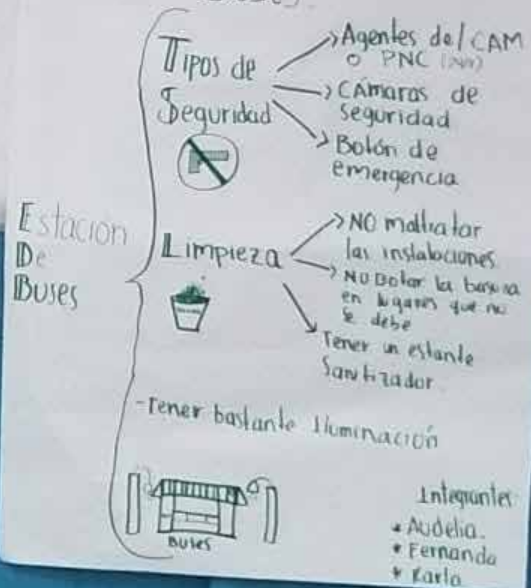 Tipos de
Seguridad
Agentes del CAM
o PNC
Cámaras de
seguridad
Botón de
emergencia
Estación
De
Buses
Limpieza
NO maltratar
las instalaciones
NO Botar la basura
en lugares que no
se debe
Tener un estante
Sanitizador
-Tener bastante Iluminación
BUSES
Integrantes
* Audelia.
* Fernanda
* Karla